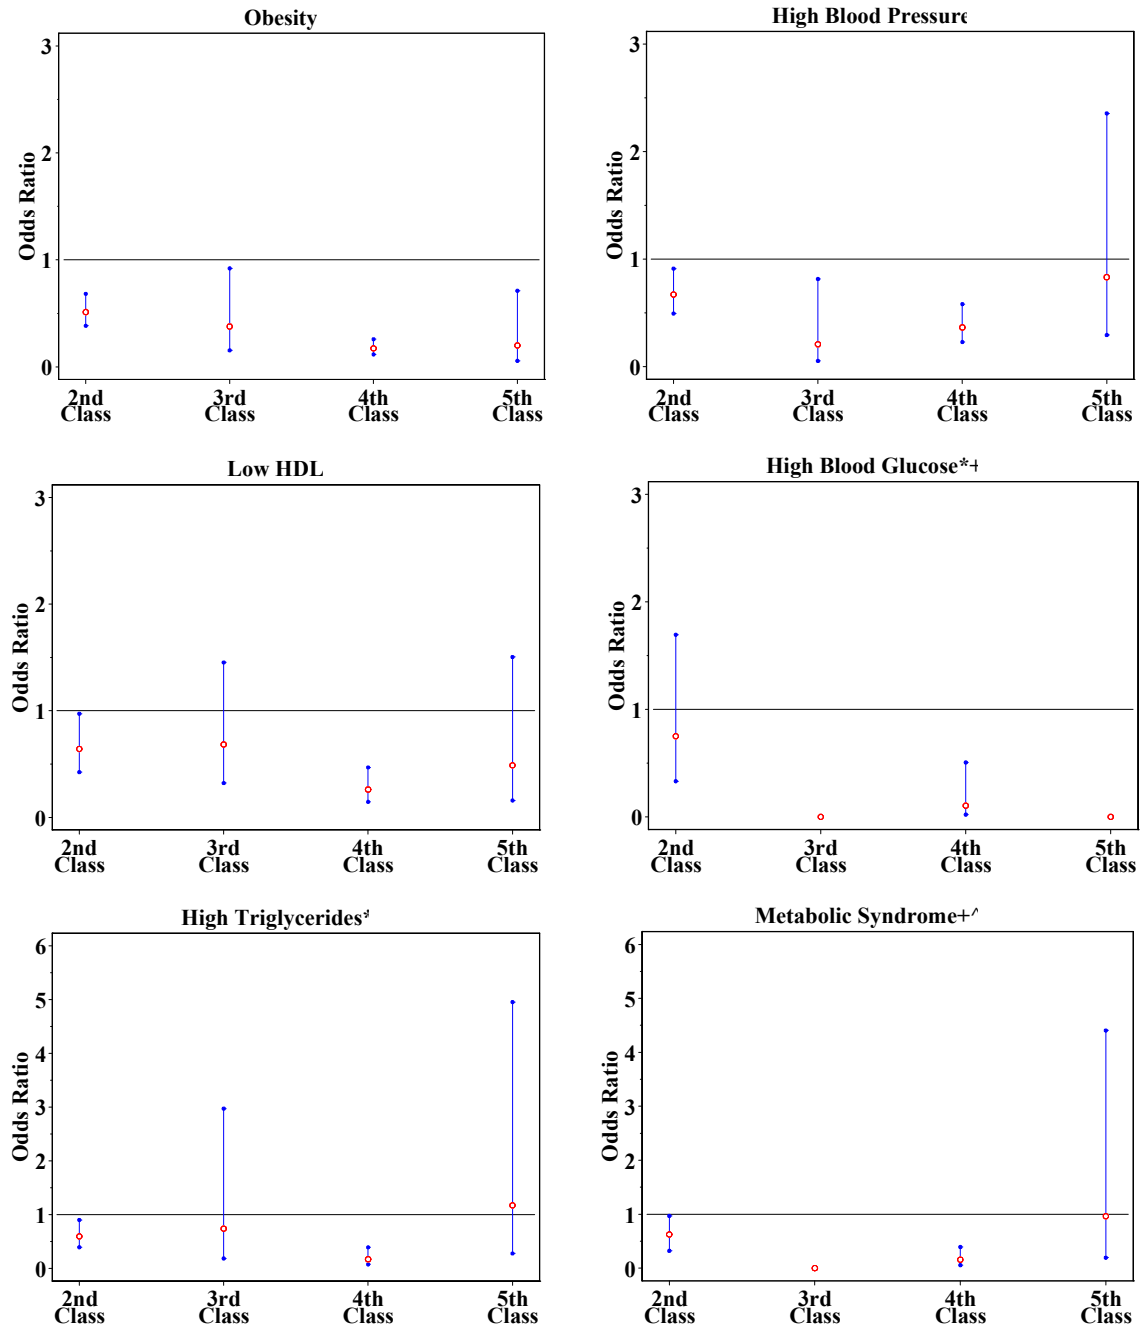 Obesity
3
2
1
0
Odds Ratio
2nd Class
3rd Class
4th Class
5th Class
High Blood Pressure
3
2
1
0
Odds Ratio
2nd Class
3rd Class
4th Class
5th Class
Low HDL
3
2
1
0
Odds Ratio
2nd Class
3rd Class
4th Class
5th Class
High Blood Glucose*+
3
2
1
0
Odds Ratio
2nd Class
3rd Class
4th Class
5th Class
High Triglycerides*
6
5
4
3
2
1
0
Odds Ratio
2nd Class
3rd Class
4th Class
5th Class
Metabolic Syndrome+^
6
5
4
3
2
1
0
Odds Ratio
2nd Class
3rd Class
4th Class
5th Class